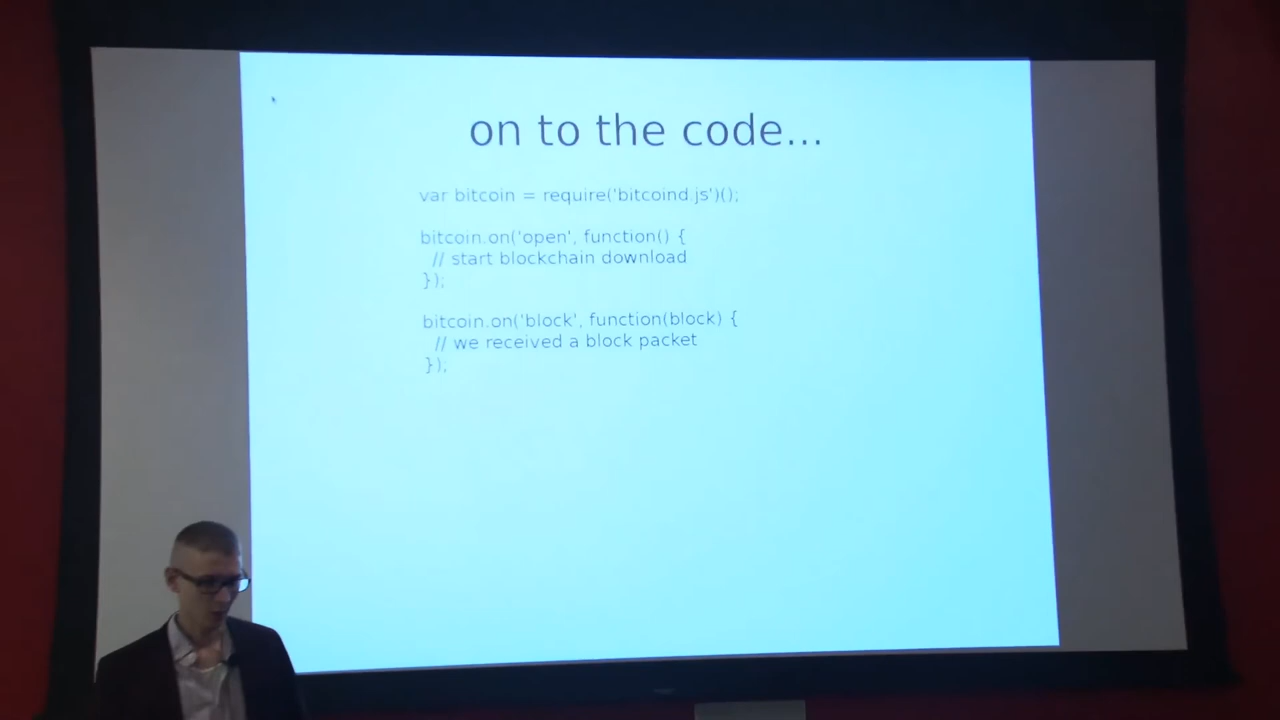 on to the code...
var bitcoin = require('bitcoind.js')();
bitcoin.on('open', function() {
// start blockchain download
});
bitcoin.on('block', function(block) {
// we received a block packet
});